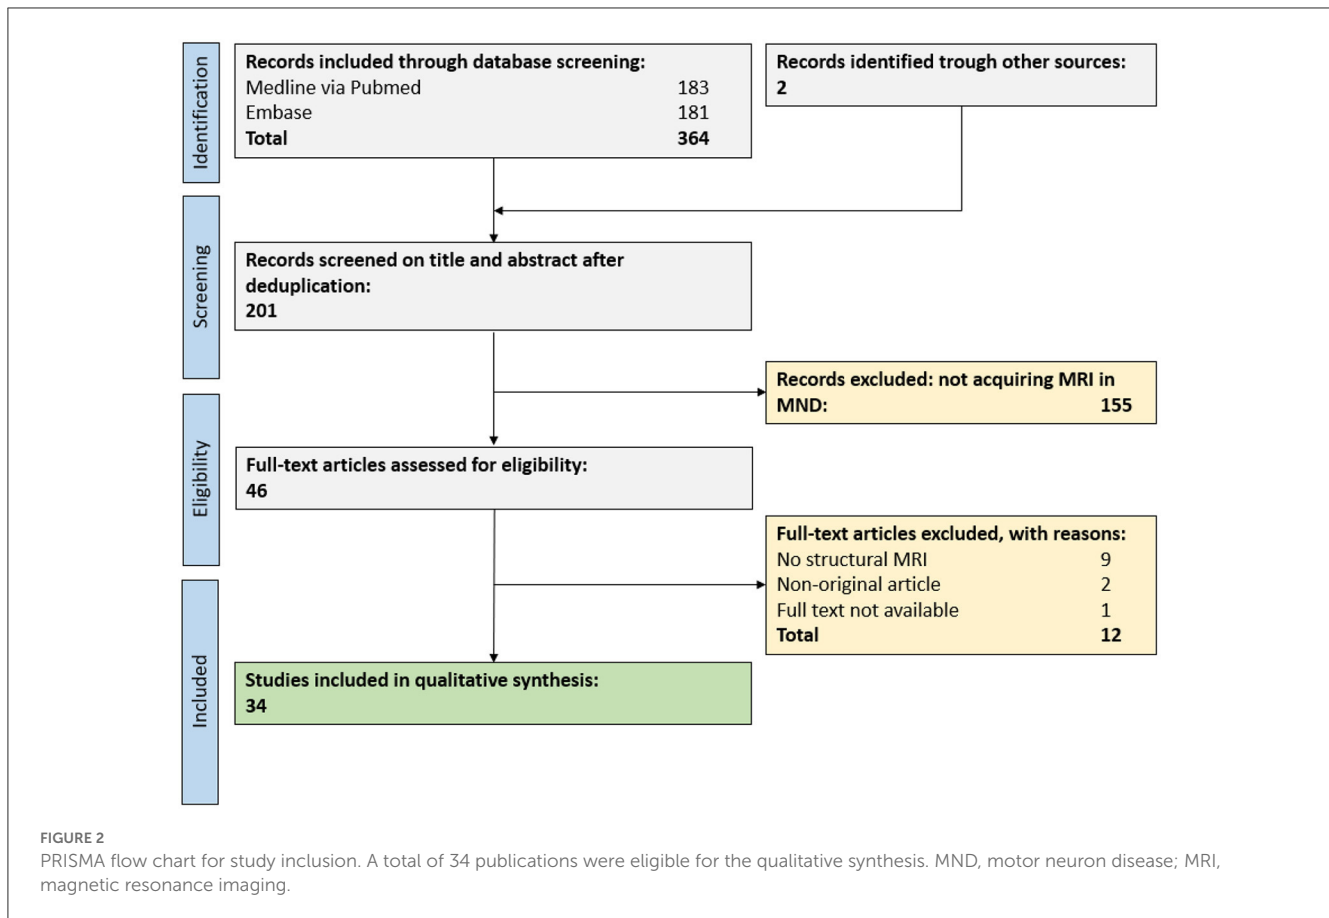 Identification
Records included through database screening:
Medline via Pubmed 183
Embase 181
Total 364
Records identified trough other sources:
2
Screening
Records screened on title and abstract after
deduplication:
201
Records excluded: not acquiring MRI in
MND: 155
Eligibility
Full-text articles assessed for eligibility:
46
Full-text articles excluded, with reasons:
No structural MRI 9
Non-original article 2
Full text not available 1
Total 12
Included
Studies included in qualitative synthesis:
34
FIGURE 2
PRISMA flow chart for study inclusion. A total of 34 publications were eligible for the qualitative synthesis. MND, motor neuron disease; MRI,
magnetic resonance imaging.